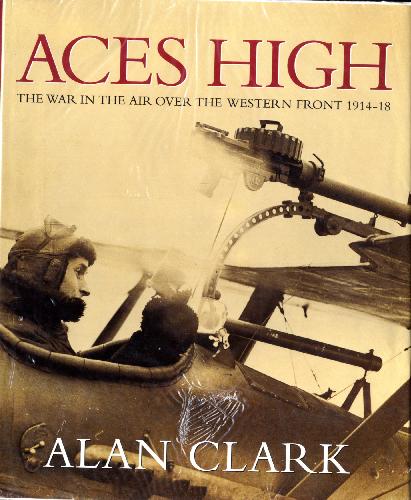 ACES HIGH
THE WAR IN THE AIR OVER THE WESTERN FRONT 1914-18
ALAN CLARK